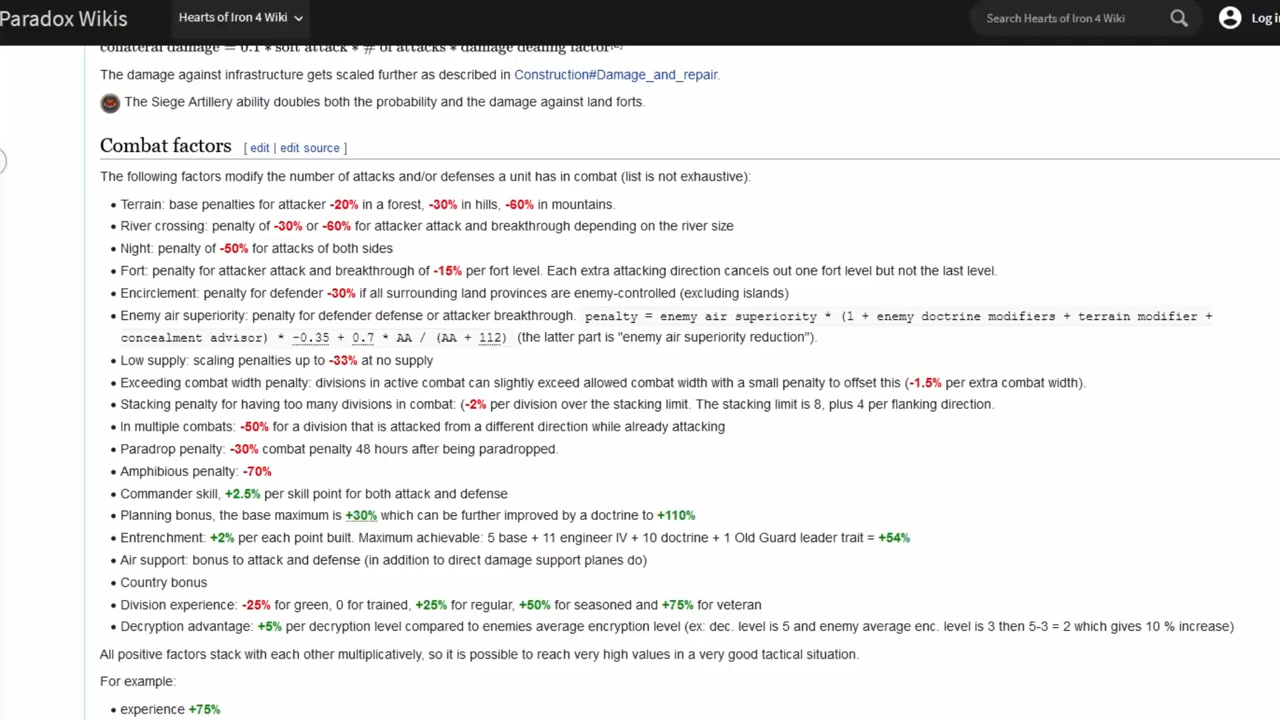 Paradox Wikis
Hearts of Iron 4 Wiki
Search Hearts of Iron 4 Wiki
Log in
collateral damage = 0.1 * soft attack * # of attacks * damage dealing factor
The damage against infrastructure gets scaled further as described in Construction#Damage_and_repair.
The Siege Artillery ability doubles both the probability and the damage against land forts.
Combat factors [ edit | edit source ]
The following factors modify the number of attacks and/or defenses a unit has in combat (list is not exhaustive):
• Terrain: base penalties for attacker -20% in a forest, -30% in hills, -60% in mountains.
• River crossing: penalty of -30% or -60% for attacker attack and breakthrough depending on the river size
• Night: penalty of -50% for attacks of both sides
• Fort: penalty for attacker attack and breakthrough of -15% per fort level. Each extra attacking direction cancels out one fort level but not the last level.
• Encirclement: penalty for defender -30% if all surrounding land provinces are enemy-controlled (excluding islands)
• Enemy air superiority: penalty for defender defense or attacker breakthrough. penalty = enemy air superiority * (1 + enemy doctrine modifiers + terrain modifier +
concealment advisor) * -0.35 + 0.7 * AA / (AA + 112) (the latter part is "enemy air superiority reduction").
• Low supply: scaling penalties up to -33% at no supply
• Exceeding combat width penalty: divisions in active combat can slightly exceed allowed combat width with a small penalty to offset this (-1.5% per extra combat width).
• Stacking penalty for having too many divisions in combat: (-2% per division over the stacking limit. The stacking limit is 8, plus 4 per flanking direction.
• In multiple combats: -50% for a division that is attacked from a different direction while already attacking
• Paradrop penalty: -30% combat penalty 48 hours after being paradropped.
• Amphibious penalty: -70%
• Commander skill, +2.5% per skill point for both attack and defense
• Planning bonus, the base maximum is +30% which can be further improved by a doctrine to +110%
• Entrenchment: +2% per each point built. Maximum achievable: 5 base + 11 engineer IV + 10 doctrine + 1 Old Guard leader trait = +54%
• Air support: bonus to attack and defense (in addition to direct damage support planes do)
• Country bonus
• Division experience: -25% for green, 0 for trained, +25% for regular, +50% for seasoned and +75% for veteran
• Decryption advantage: +5% per decryption level compared to enemies average encryption level (ex: dec. level is 5 and enemy average enc. level is 3 then 5-3 = 2 which gives 10 % increase)
All positive factors stack with each other multiplicatively, so it is possible to reach very high values in a very good tactical situation.
For example:
• experience +75%